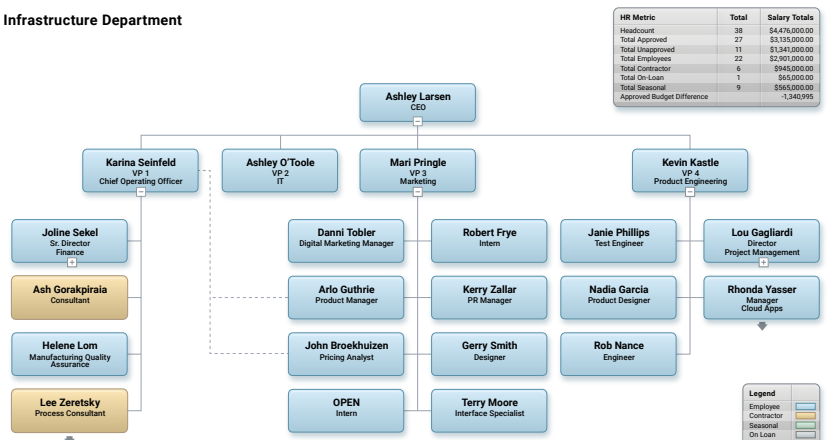 Infrastructure Department
HR Metric Total Salary Totals
Headcount 38 $4,476,000.00
Total Approved 27 $3,135,000.00
Total Unapproved 11 $1,341,000.00
Total Employees 22 $2,901,000.00
Total Contractor 6 $945,000.00
Total On-Loan 1 $65,000.00
Total Seasonal 9 $565,000.00
Approved Budget Difference -1,340,995
Ashley Larsen
CEO
Karina Seinfeld
VP 1
Chief Operating Officer
Ashley O'Toole
VP 2
IT
Mari Pringle
VP 3
Marketing
Kevin Kastle
VP 4
Product Engineering
Joline Sekel
Sr. Director
Finance
Danni Tobler
Digital Marketing Manager
Robert Frye
Intern
Janie Phillips
Test Engineer
Lou Gagliardi
Director
Project Management
Ash Gorakpiraia
Consultant
Arlo Guthrie
Product Manager
Kerry Zallar
PR Manager
Nadia Garcia
Product Designer
Rhonda Yasser
Manager
Cloud Apps
Helene Lom
Manufacturing Quality
Assurance
John Broekhuizen
Pricing Analyst
Gerry Smith
Designer
Rob Nance
Engineer
Lee Zeretsky
Process Consultant
OPEN
Intern
Terry Moore
Interface Specialist
Legend
Employee
Contractor
Seasonal
On Loan